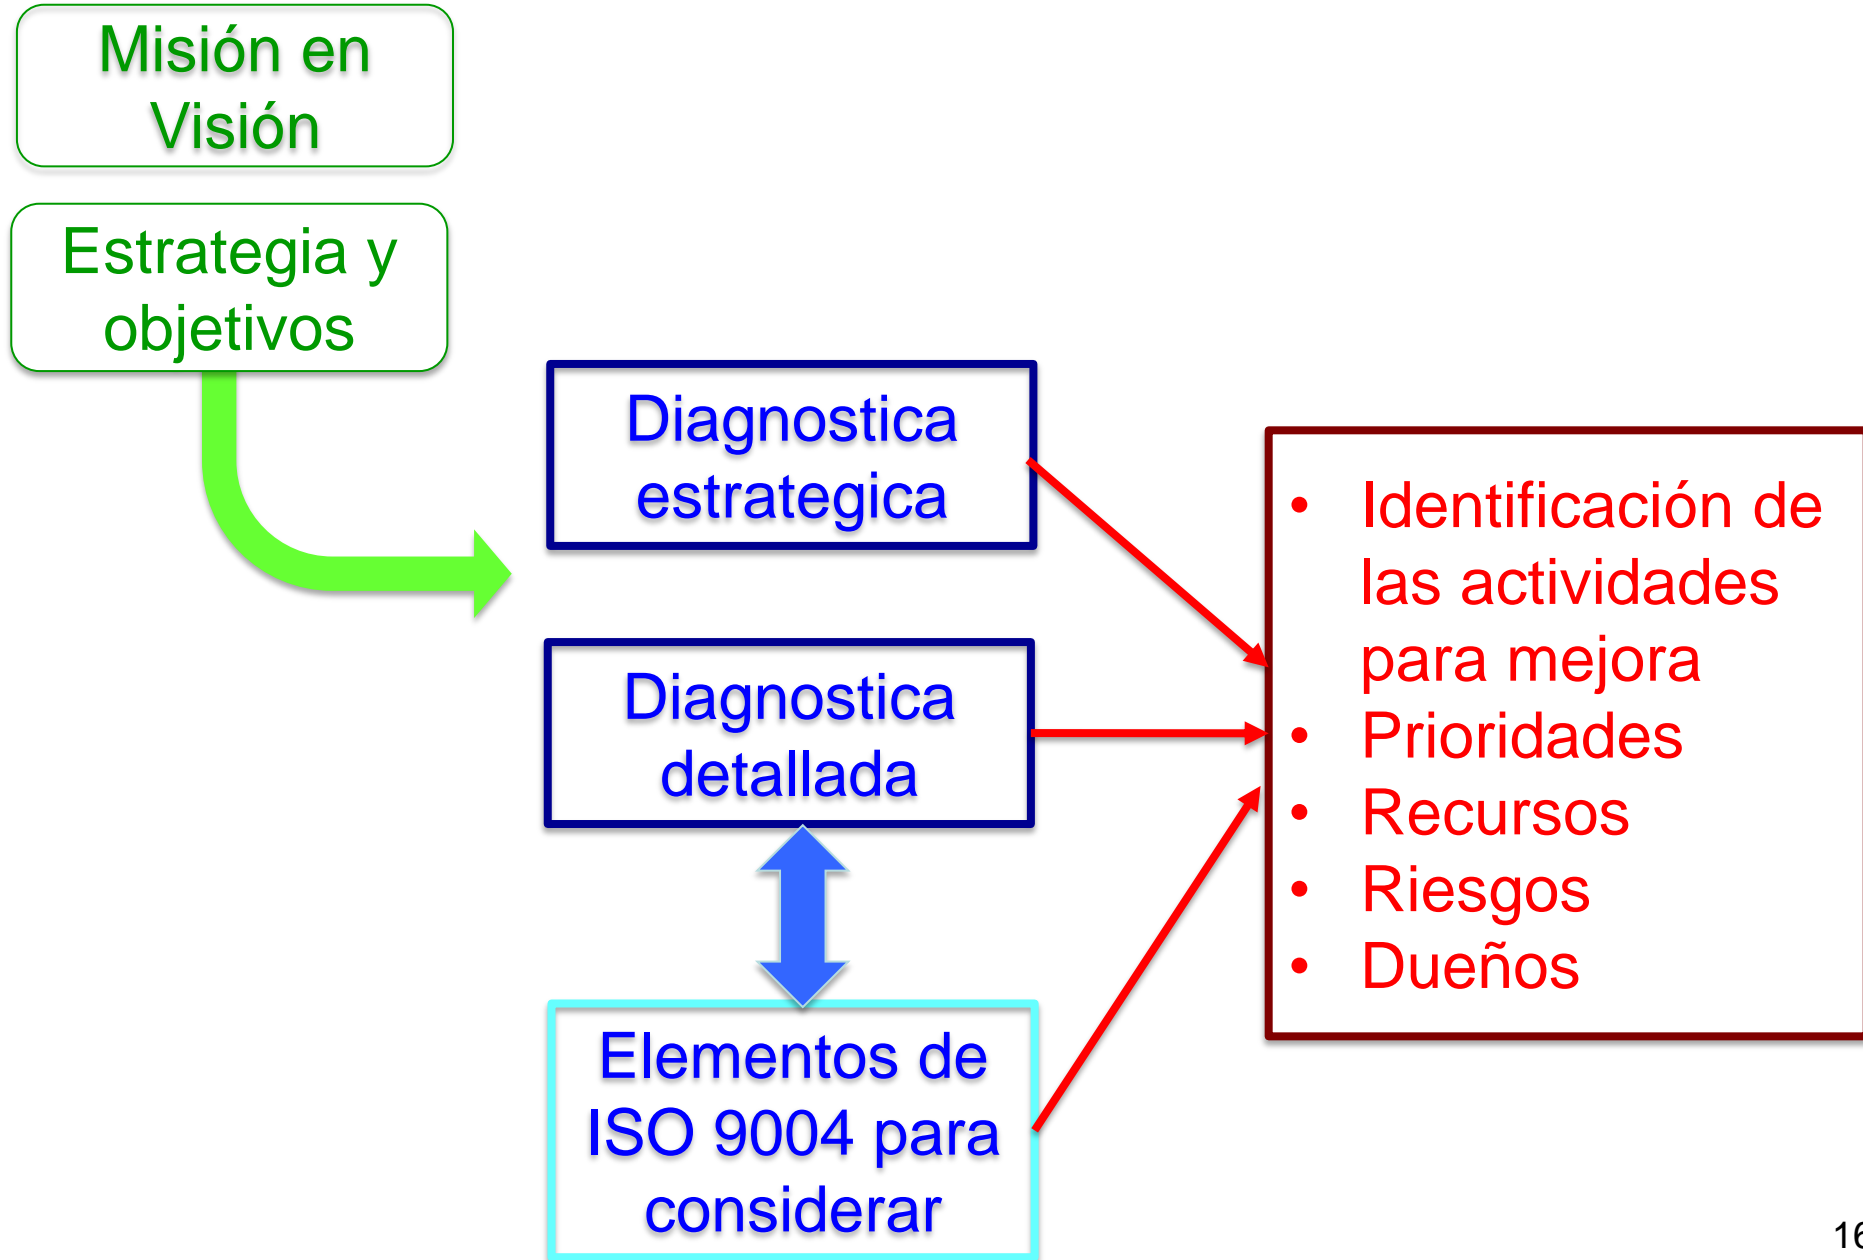 Misión en
Visión
Estrategia y
objetivos
Diagnostica
estrategica
Diagnostica
detallada
Elementos de
ISO 9004 para
considerar
• Identificación de
las actividades
para mejora
• Prioridades
• Recursos
• Riesgos
• Dueños
16